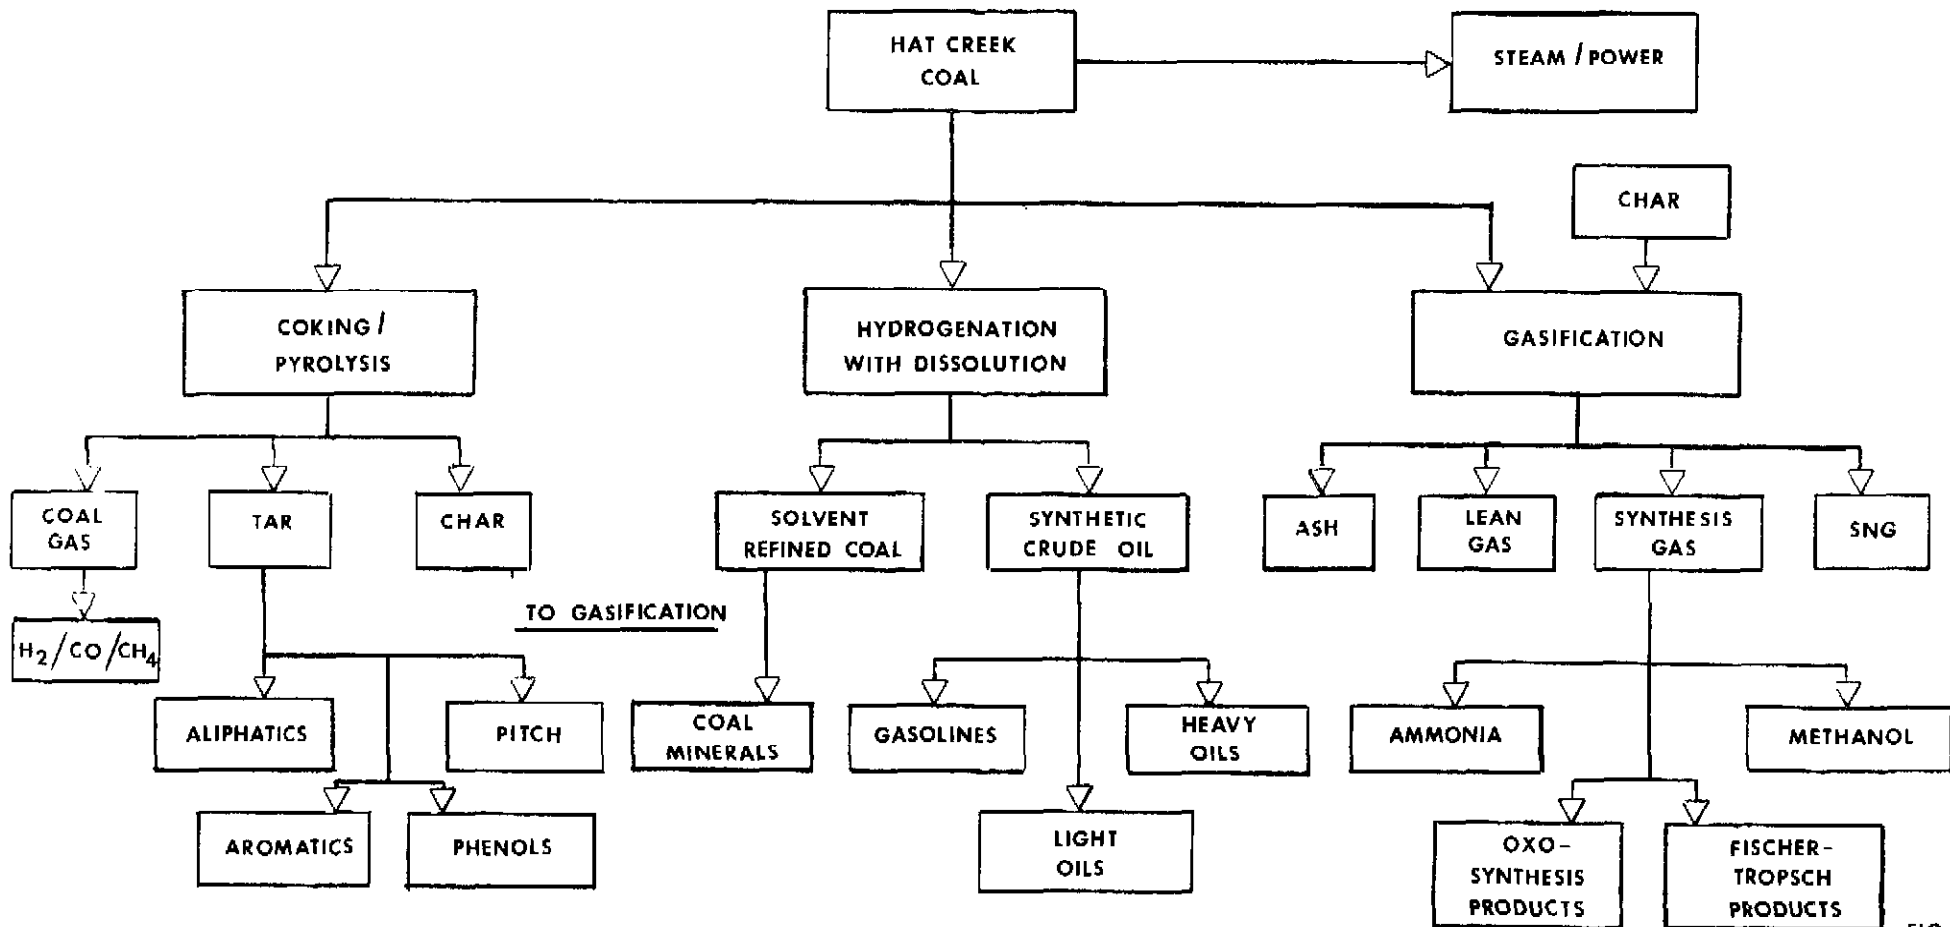 HAT CREEK
COAL
STEAM / POWER
CHAR
COKING /
PYROLYSIS
HYDROGENATION
WITH DISSOLUTION
GASIFICATION
COAL
GAS
TAR
CHAR
SOLVENT
REFINED COAL
SYNTHETIC
CRUDE OIL
ASH
LEAN
GAS
SYNTHESIS
GAS
SNG
TO GASIFICATION
H2/CO/CH4
ALIPHATICS
PITCH
COAL
MINERALS
GASOLINES
HEAVY
OILS
AMMONIA
METHANOL
AROMATICS
PHENOLS
LIGHT
OILS
OXO-
SYNTHESIS
PRODUCTS
FISCHER-
TROPSCH
PRODUCTS